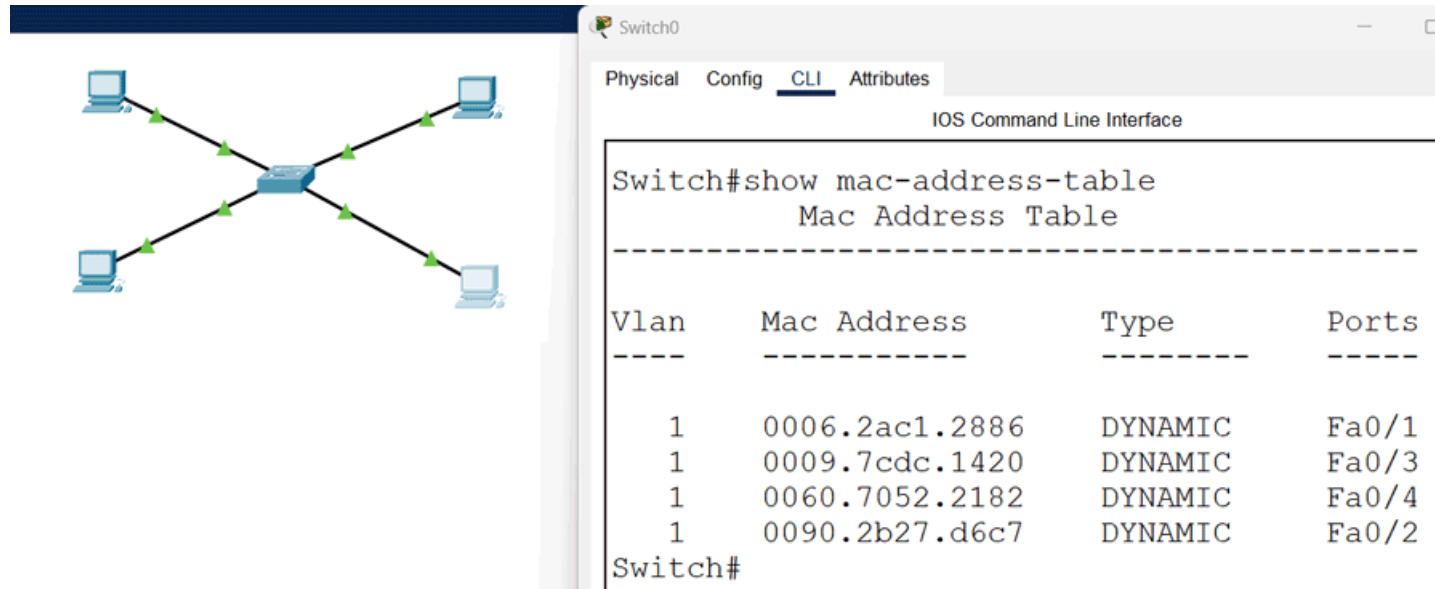 Switch0
Physical Config CLI Attributes
IOS Command Line Interface
Switch#show mac-address-table
Mac Address Table
-------------------------------------------
Vlan Mac Address Type Ports
---- ----------- -------- -----
1 0006.2ac1.2886 DYNAMIC Fa0/1
1 0009.7cdc.1420 DYNAMIC Fa0/3
1 0060.7052.2182 DYNAMIC Fa0/4
1 0090.2b27.d6c7 DYNAMIC Fa0/2
Switch#